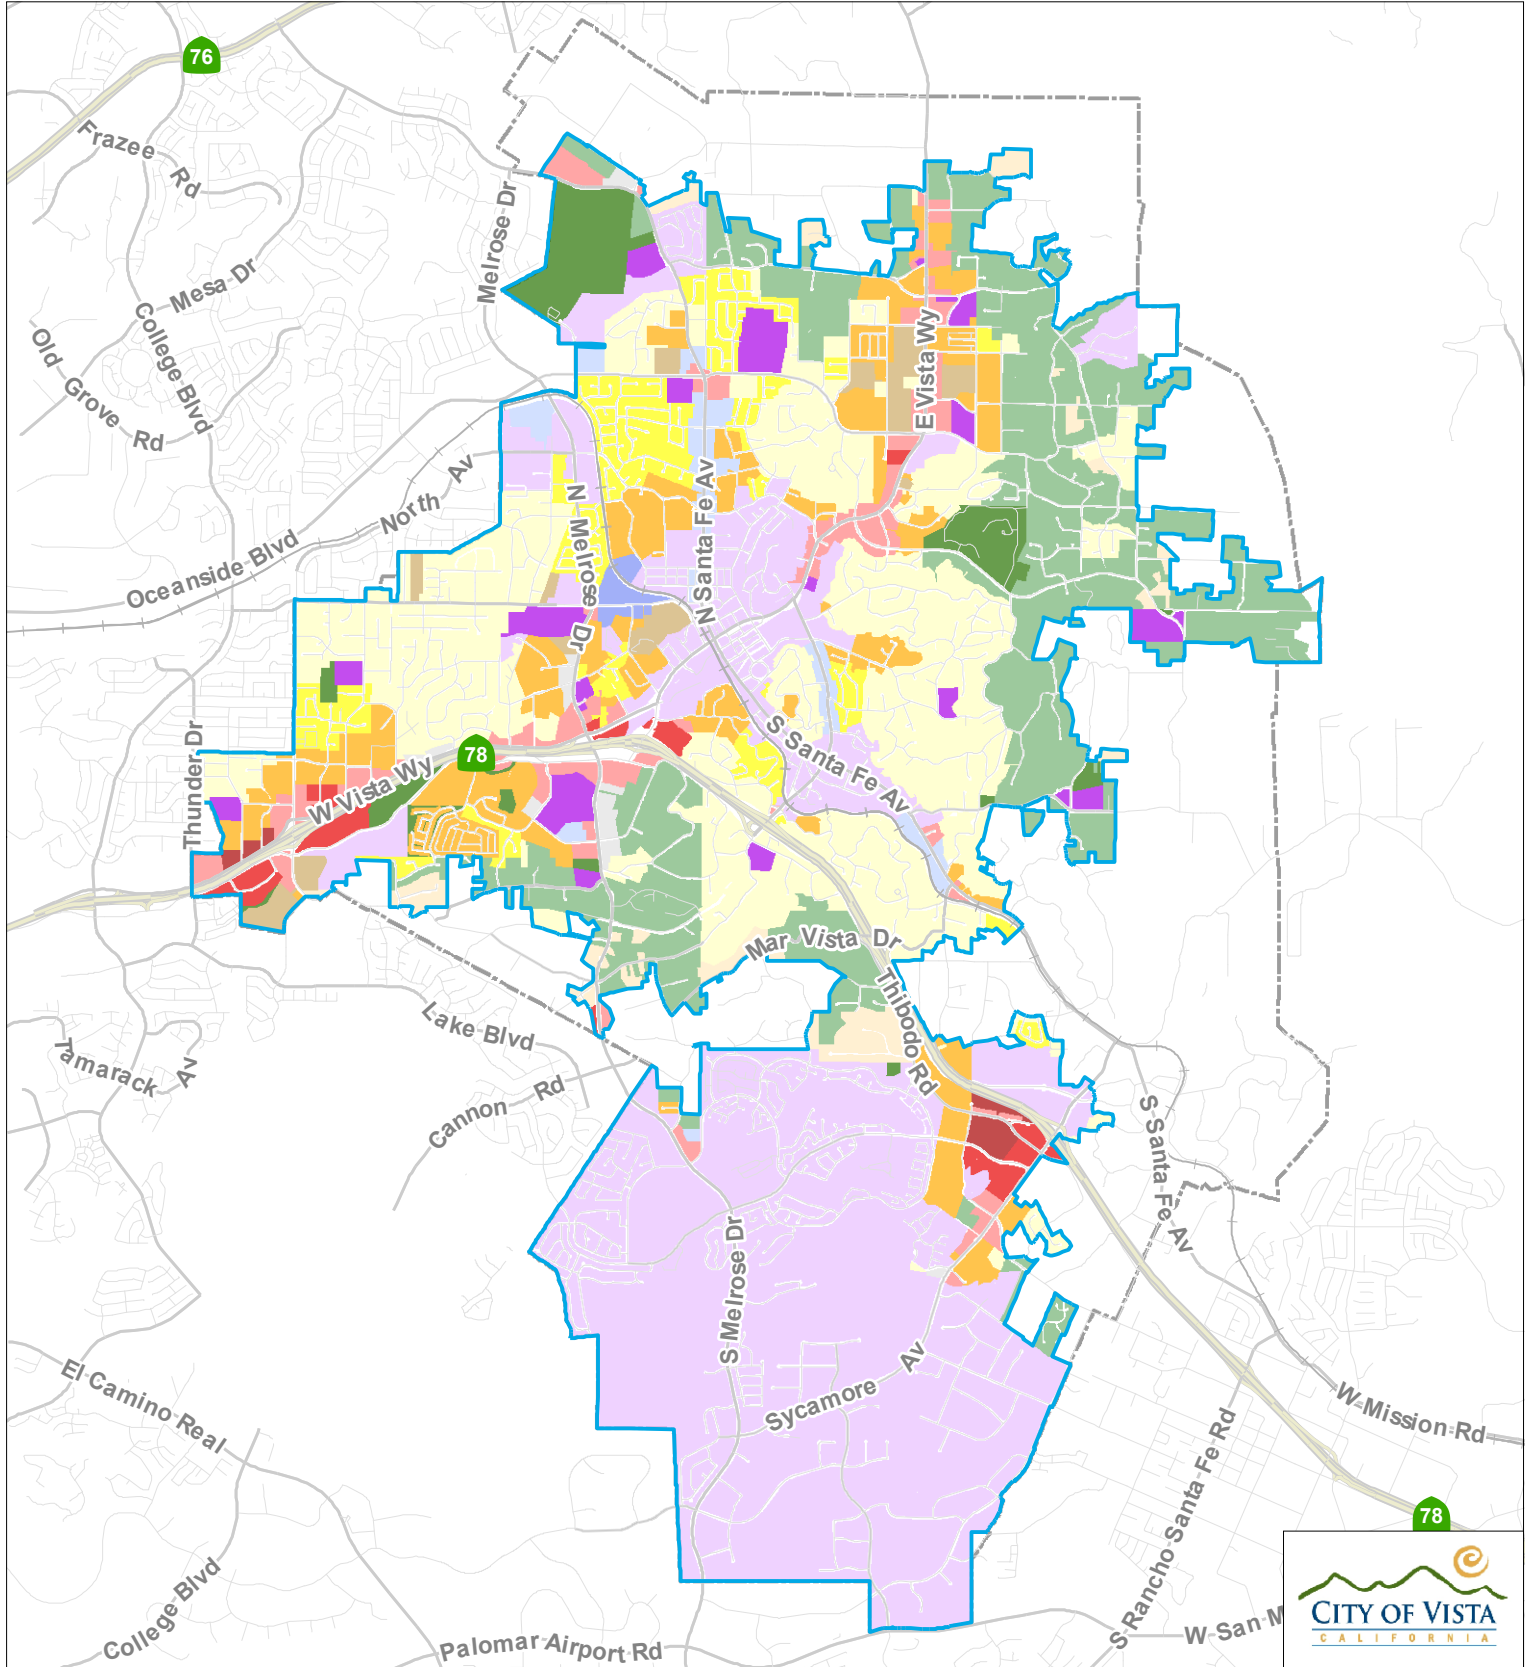 76
Frazee Rd
Melrose Dr
Mesa Dr
College Blvd
Old Grove Rd
E Vista Wy
North Av
N Melrose Dr
N Santa Fe Av
Oceanside Blvd
Thunder Dr
78
W Vista Wy
S Santa Fe Av
Mar Vista Dr
Thibodo Rd
Lake Blvd
Tamarack Av
Cannon Rd
S Santa Fe Av
S Melrose Dr
Sycamore Av
El Camino Real
W Mission Rd
S Rancho Santa Fe Rd
78
College Blvd
Palomar Airport Rd
W San M
CITY OF VISTA
CALIFORNIA